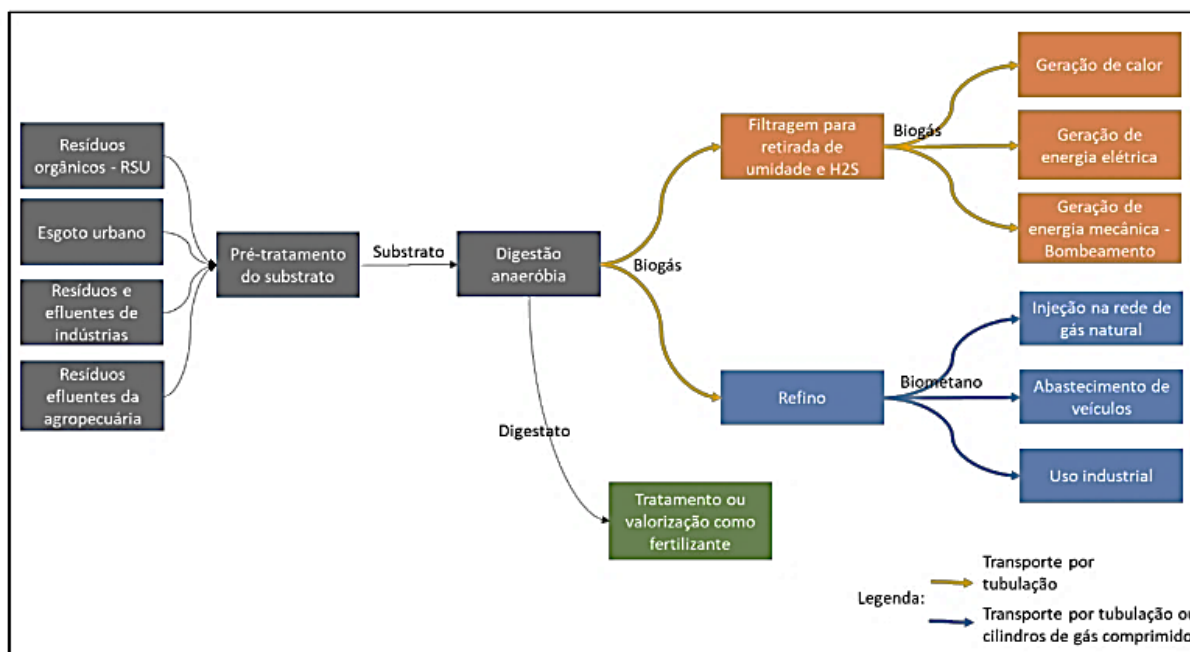 Resíduos
orgânicos - RSU
Esgoto urbano
Resíduos e
efluentes de
indústrias
Resíduos
efluentes da
agropecuária
Pré-tratamento
do substrato
Substrato
Digestão
anaeróbia
Biogás
Digestato
Filtragem para
retirada de
umidade e H2S
Biogás
Geração de calor
Geração de
energia elétrica
Geração de
energia mecânica -
Bombeamento
Refino
Biometano
Injeção na rede de
gás natural
Abastecimento de
veículos
Uso industrial
Tratamento ou
valorização como
fertilizante
Legenda:
Transporte por
tubulação
Transporte por tubulação ou
cilindros de gás comprimido